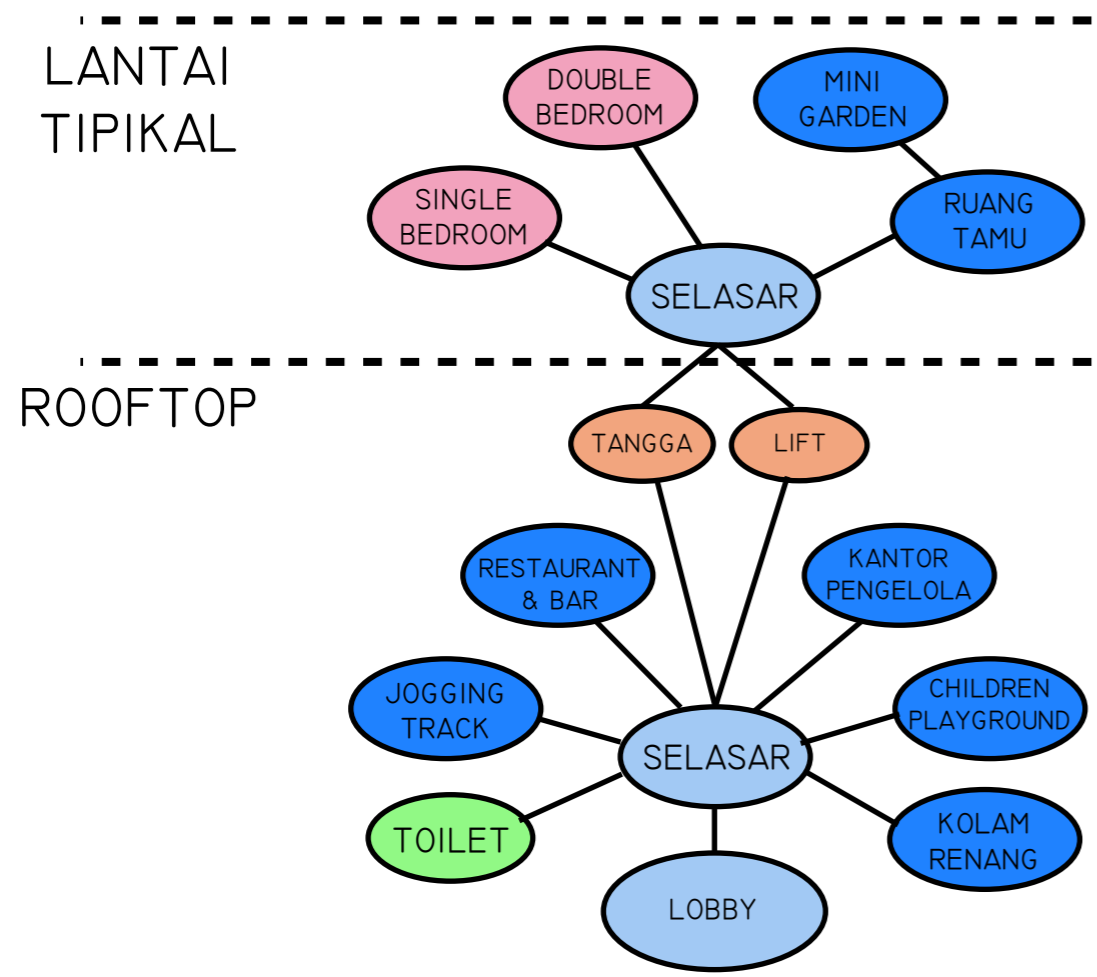 LANTAI
TIPIKAL
DOUBLE
BEDROOM
MINI
GARDEN
SINGLE
BEDROOM
RUANG
TAMU
SELASAR
ROOFTOP
TANGGA
LIFT
RESTAURANT
& BAR
KANTOR
PENGELOLA
JOGGING
TRACK
CHILDREN
PLAYGROUND
SELASAR
TOILET
KOLAM
RENANG
LOBBY